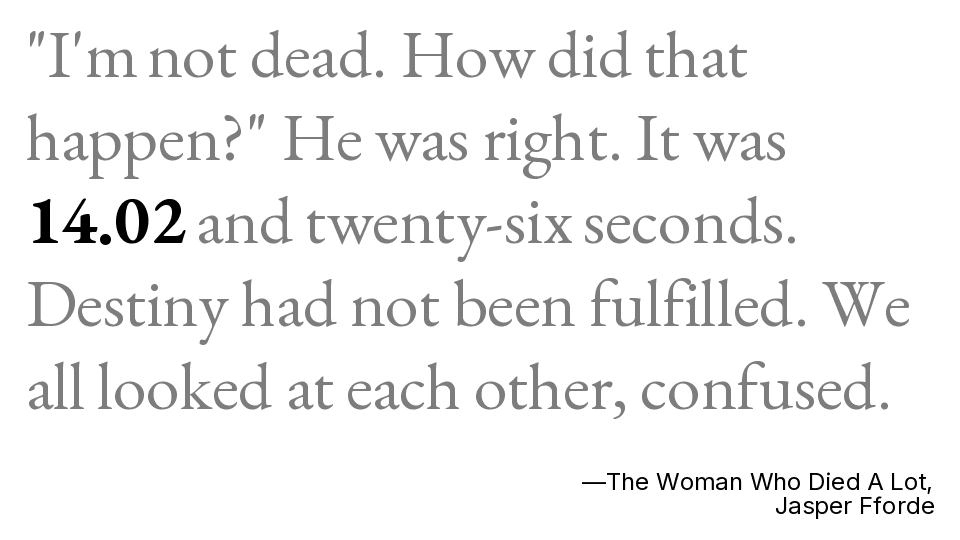 "I'm not dead. How did that
happen?" He was right. It was
14.02 and twenty-six seconds.
Destiny had not been fulfilled. We
all looked at each other, confused.
—The Woman Who Died A Lot,
Jasper Fforde